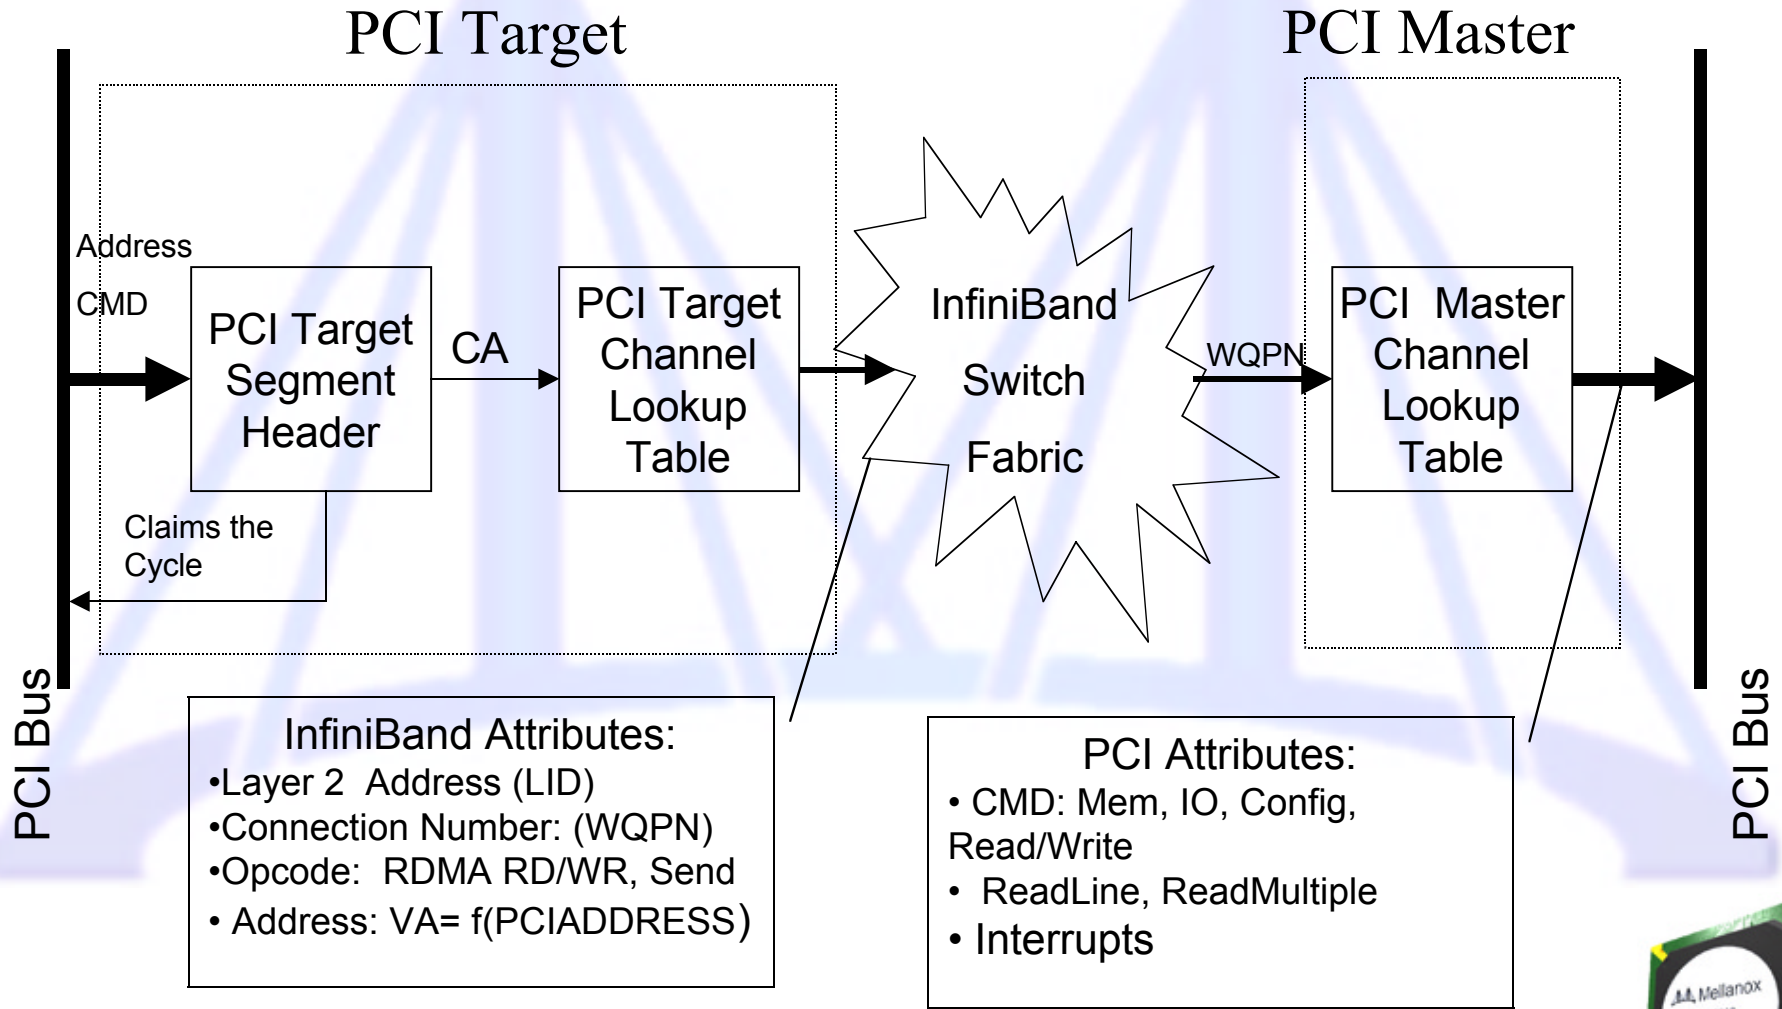 PCI Target
PCI Master
Address
CMD
PCI Target
Segment
Header
CA
PCI Target
Channel
Lookup
Table
InfiniBand
Switch
Fabric
WQPN
PCI Master
Channel
Lookup
Table
Claims the
Cycle
PCI Bus
PCI Bus
InfiniBand Attributes:
•Layer 2 Address (LID)
•Connection Number: (WQPN)
•Opcode: RDMA RD/WR, Send
• Address: VA= f(PCIADDRESS)
PCI Attributes:
• CMD: Mem, IO, Config,
Read/Write
• ReadLine, ReadMultiple
• Interrupts
Mellanox